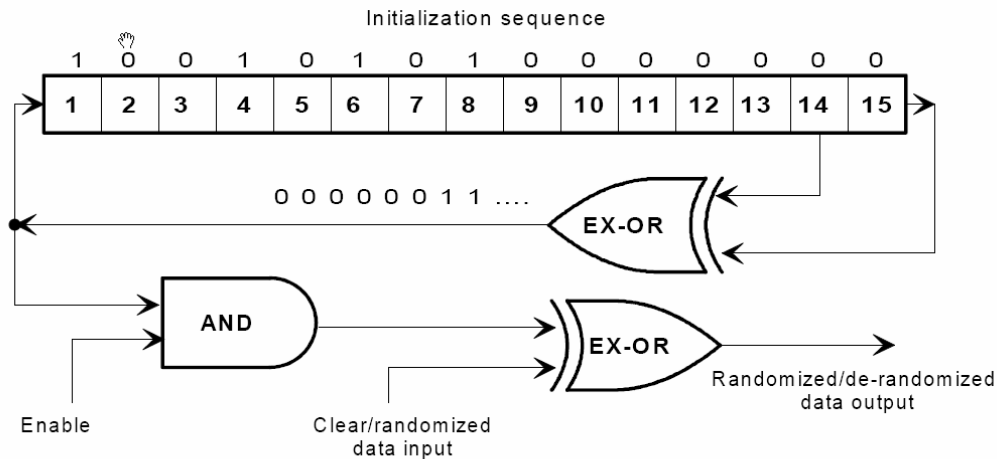 Initialization sequence
1 0 0 1 0 1 0 1 0 0 0 0 0 0 0
1 2 3 4 5 6 7 8 9 10 11 12 13 14 15
0 0 0 0 0 0 1 1 ....
EX-OR
AND
EX-OR
Randomized/de-randomized
data output
Enable
Clear/randomized
data input